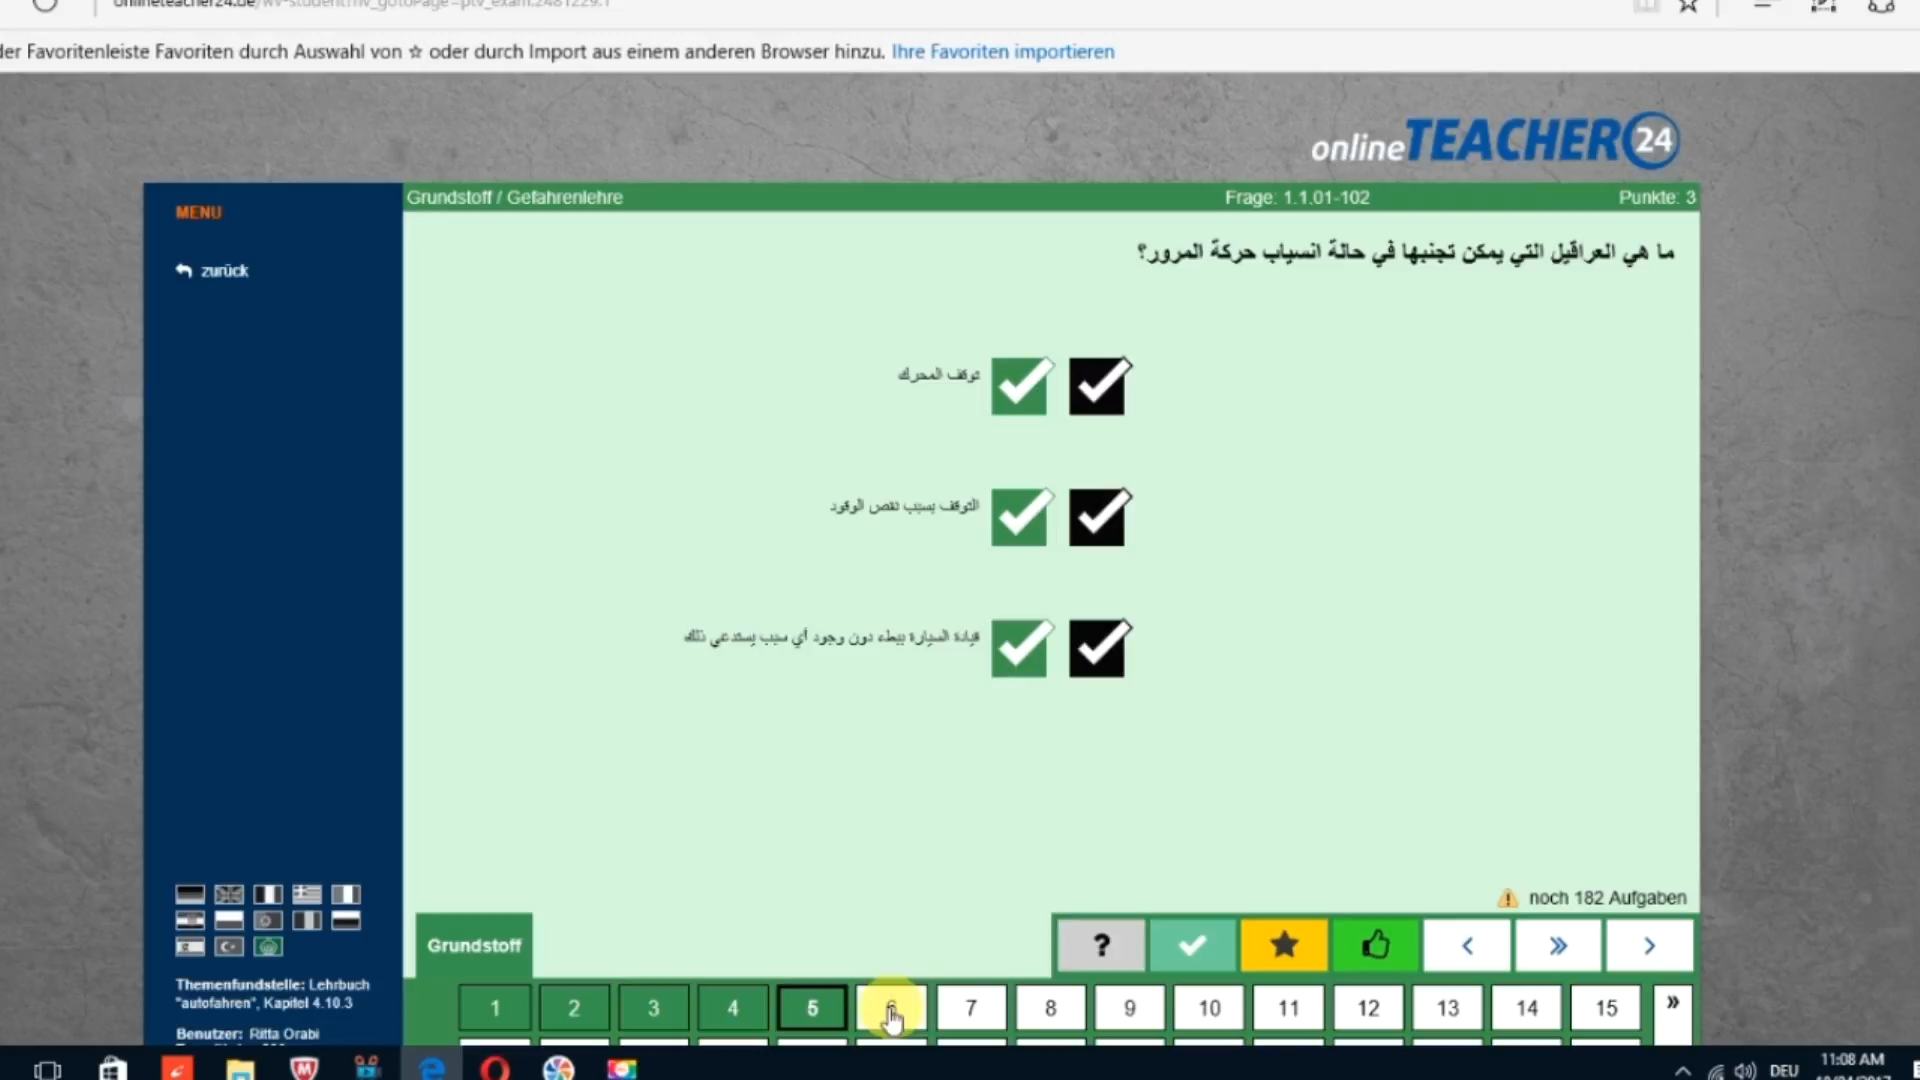 der Favoritenleiste Favoriten durch Auswahl von ☆ oder durch Import aus einem anderen Browser hinzu. Ihre Favoriten importieren
onlineTEACHER24
MENU
zurück
Grundstoff / Gefahrenlehre
Frage: 1.1.01-102
Punkte: 3
ما هي العراقيل التي يمكن تجنبها في حالة انسياب حركة المرور؟
توقف المحرك
التوقف بسبب نقص الوقود
قيادة السيارة ببطء دون وجود أي سبب يستدعي ذلك
noch 182 Aufgaben
Grundstoff
?
1 2 3 4 5 6 7 8 9 10 11 12 13 14 15 »
Themenfundstelle: Lehrbuch
"autofahren", Kapitel 4.10.3
Benutzer: Ritta Orabi
DEU
11:08 AM